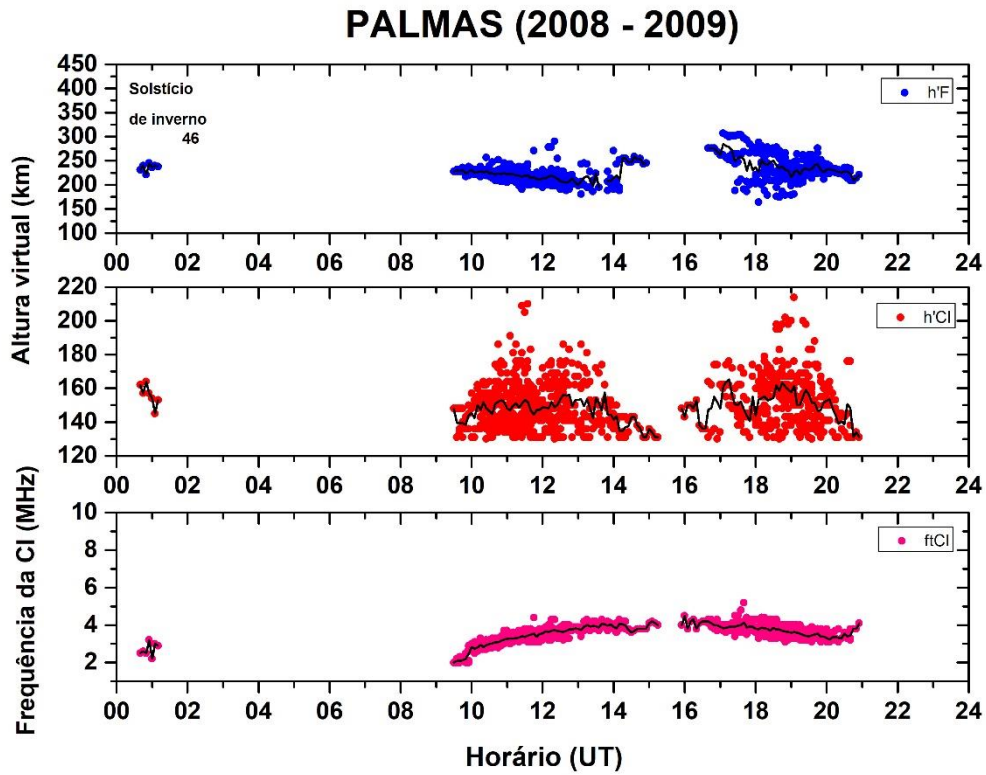 PALMAS (2008 - 2009)
Altura virtual (km)
450
400
350
300
250
200
150
100
Solstício
de inverno
46
h'F
00 02 04 06 08 10 12 14 16 18 20 22 24
220
200
180
160
140
120
h'CI
00 02 04 06 08 10 12 14 16 18 20 22 24
Frequência da CI (MHz)
10
8
6
4
2
ftCI
00 02 04 06 08 10 12 14 16 18 20 22 24
Horário (UT)